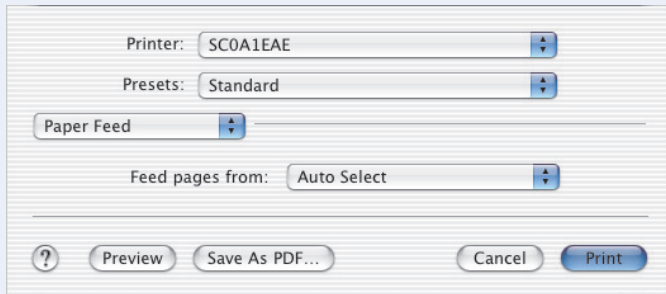 Printer: SC0A1EAE
Presets: Standard
Paper Feed
Feed pages from: Auto Select
? Preview Save As PDF... Cancel Print